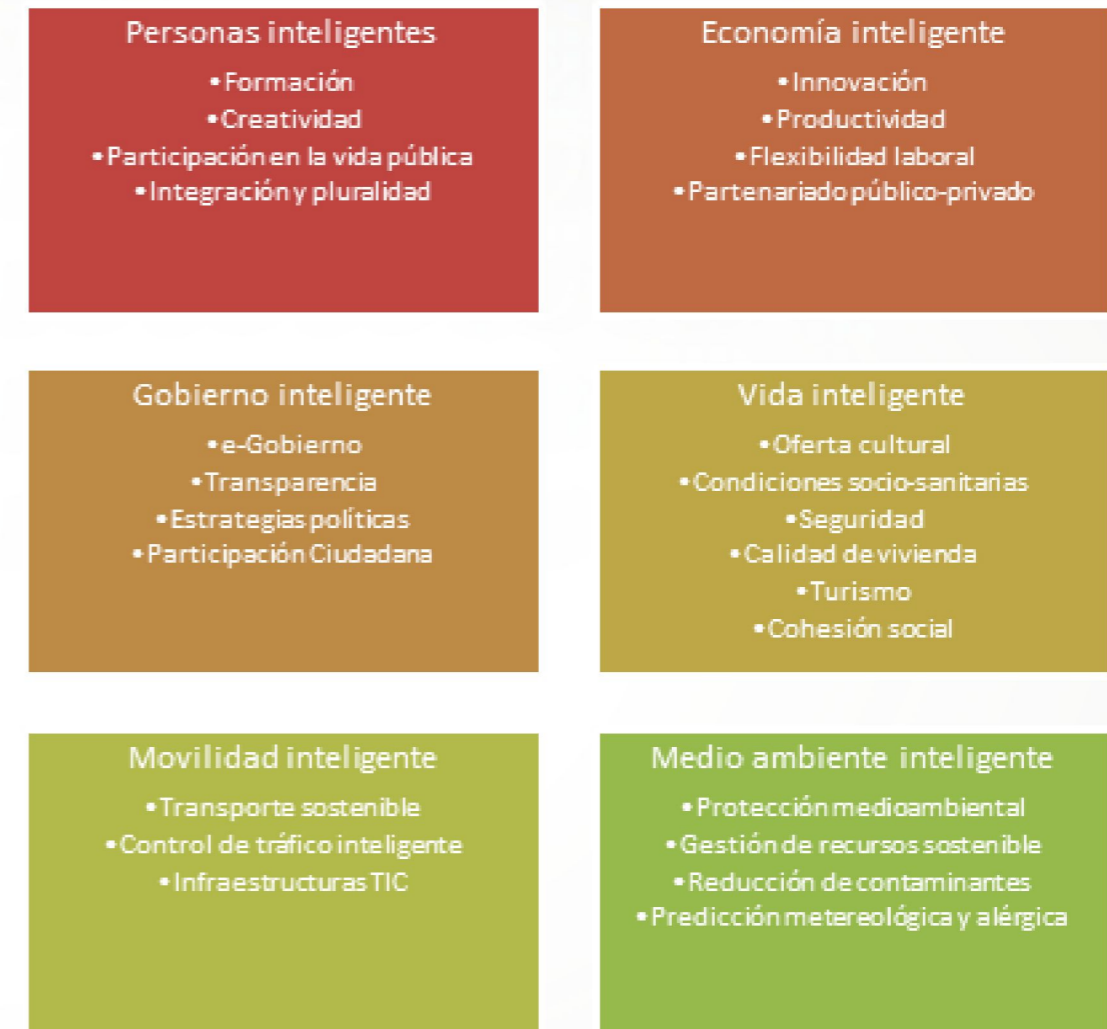 Personas inteligentes
•Formación
•Creatividad
•Participación en la vida pública
•Integración y pluralidad
Economía inteligente
•Innovación
•Productividad
•Flexibilidad laboral
•Partenariado público-privado
Gobierno inteligente
•e-Gobierno
•Transparencia
•Estrategias políticas
•Participación Ciudadana
Vida inteligente
•Oferta cultural
•Condiciones socio-sanitarias
•Seguridad
•Calidad de vivienda
•Turismo
•Cohesión social
Movilidad inteligente
•Transporte sostenible
•Control de tráfico inteligente
•Infraestructuras TIC
Medio ambiente inteligente
•Protección medioambiental
•Gestión de recursos sostenible
•Reducción de contaminantes
•Predicción metereológica y alérgica